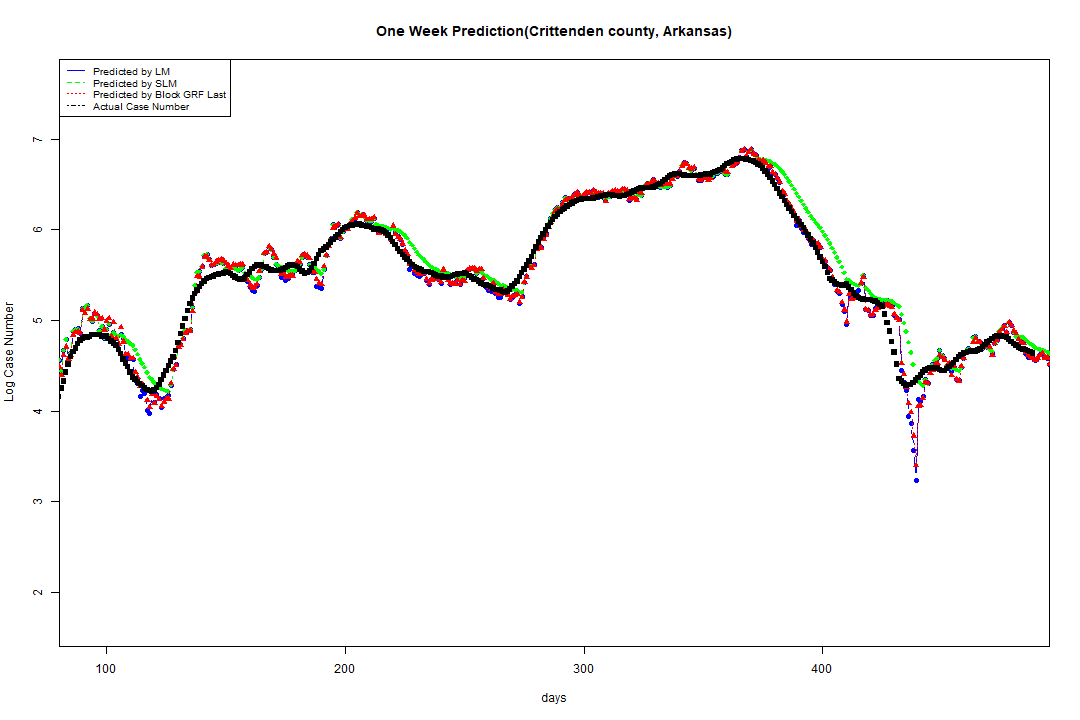 One Week Prediction(Crittenden county, Arkansas)
Predicted by LM
Predicted by SLM
Predicted by Block GRF Last
Actual Case Number
Log Case Number
7
6
5
4
3
2
100 200 300 400
days